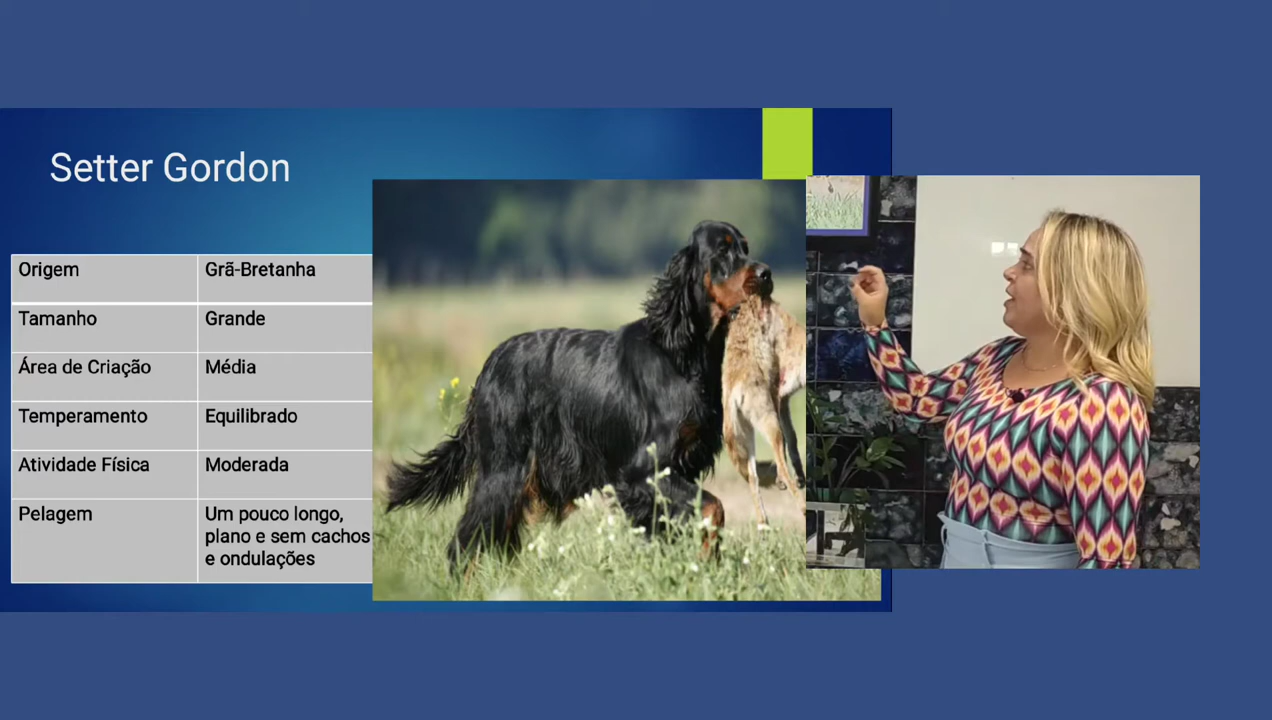 Setter Gordon
Origem Grã-Bretanha
Tamanho Grande
Área de Criação Média
Temperamento Equilibrado
Atividade Física Moderada
Pelagem Um pouco longo,
plano e sem cachos
e ondulações